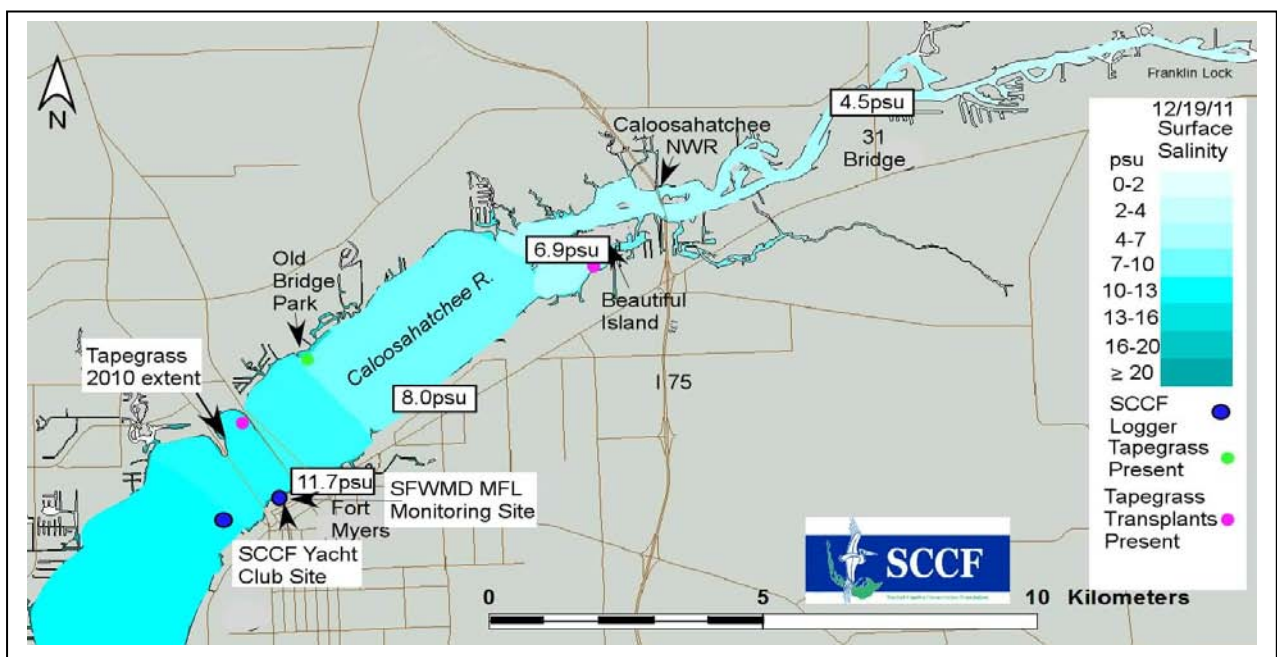 N
Franklin Lock
4.5psu
31
Bridge
Caloosahatchee
NWR
6.9psu
Beautiful
Island
Old
Bridge
Park
Caloosahatchee R.
Tapegrass
2010 extent
8.0psu
I 75
11.7psu
Fort
Myers
SFWMD MFL
Monitoring Site
SCCF Yacht
Club Site
12/19/11
Surface
Salinity
psu
0-2
2-4
4-7
7-10
10-13
13-16
16-20
≥ 20
SCCF
Logger
Tapegrass
Present
Tapegrass
Transplants
Present
SCCF
0 5 10 Kilometers